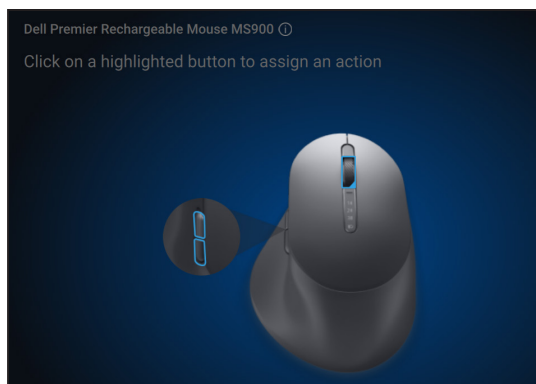 Dell Premier Rechargeable Mouse MS900
Click on a highlighted button to assign an action